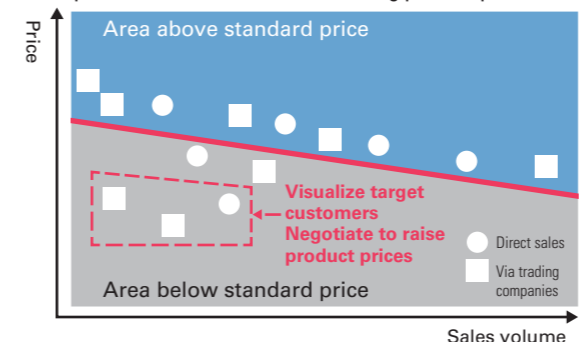 Area above standard price
Price
Visualize target
customers
Negotiate to raise
product prices
Direct sales
Via trading
companies
Area below standard price
Sales volume